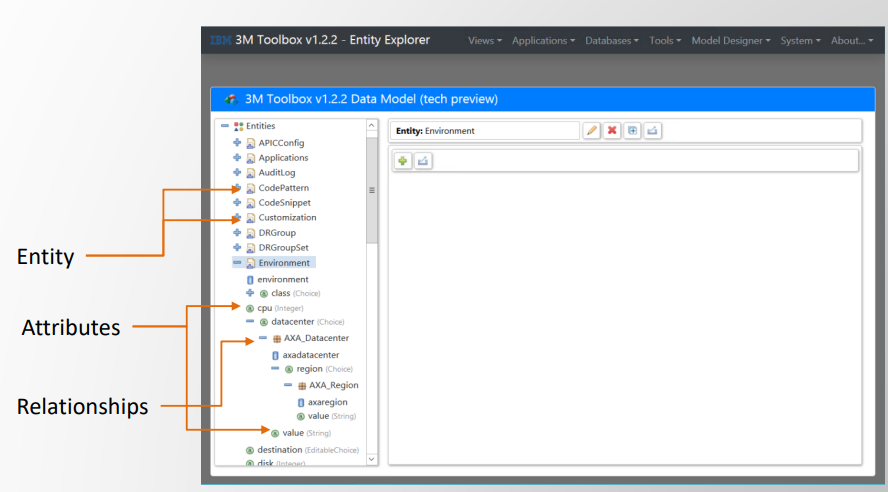 IBM 3M Toolbox v1.2.2 - Entity Explorer Views Applications Databases Tools Model Designer System About...
3M Toolbox v1.2.2 Data Model (tech preview)
Entities
Entity: Environment
APICConfig
Applications
AuditLog
CodePattern
CodeSnippet
Customization
DRGroup
DRGroupSet
Entity
Environment
environment
class (Choice)
cpu (Integer)
Attributes
datacenter (Choice)
AXA_Datacenter
axadatacenter
region (Choice)
AXA_Region
Relationships
axaregion
value (String)
value (String)
destination (EditableChoice)
disk (Integer)